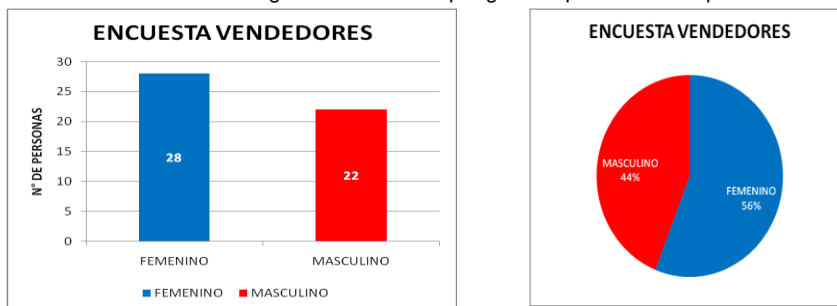 ENCUESTA VENDEDORES
N° DE PERSONAS
30
25
20
15
10
5
0
28
22
FEMENINO
MASCULINO
FEMENINO MASCULINO
ENCUESTA VENDEDORES
MASCULINO
44%
FEMENINO
56%